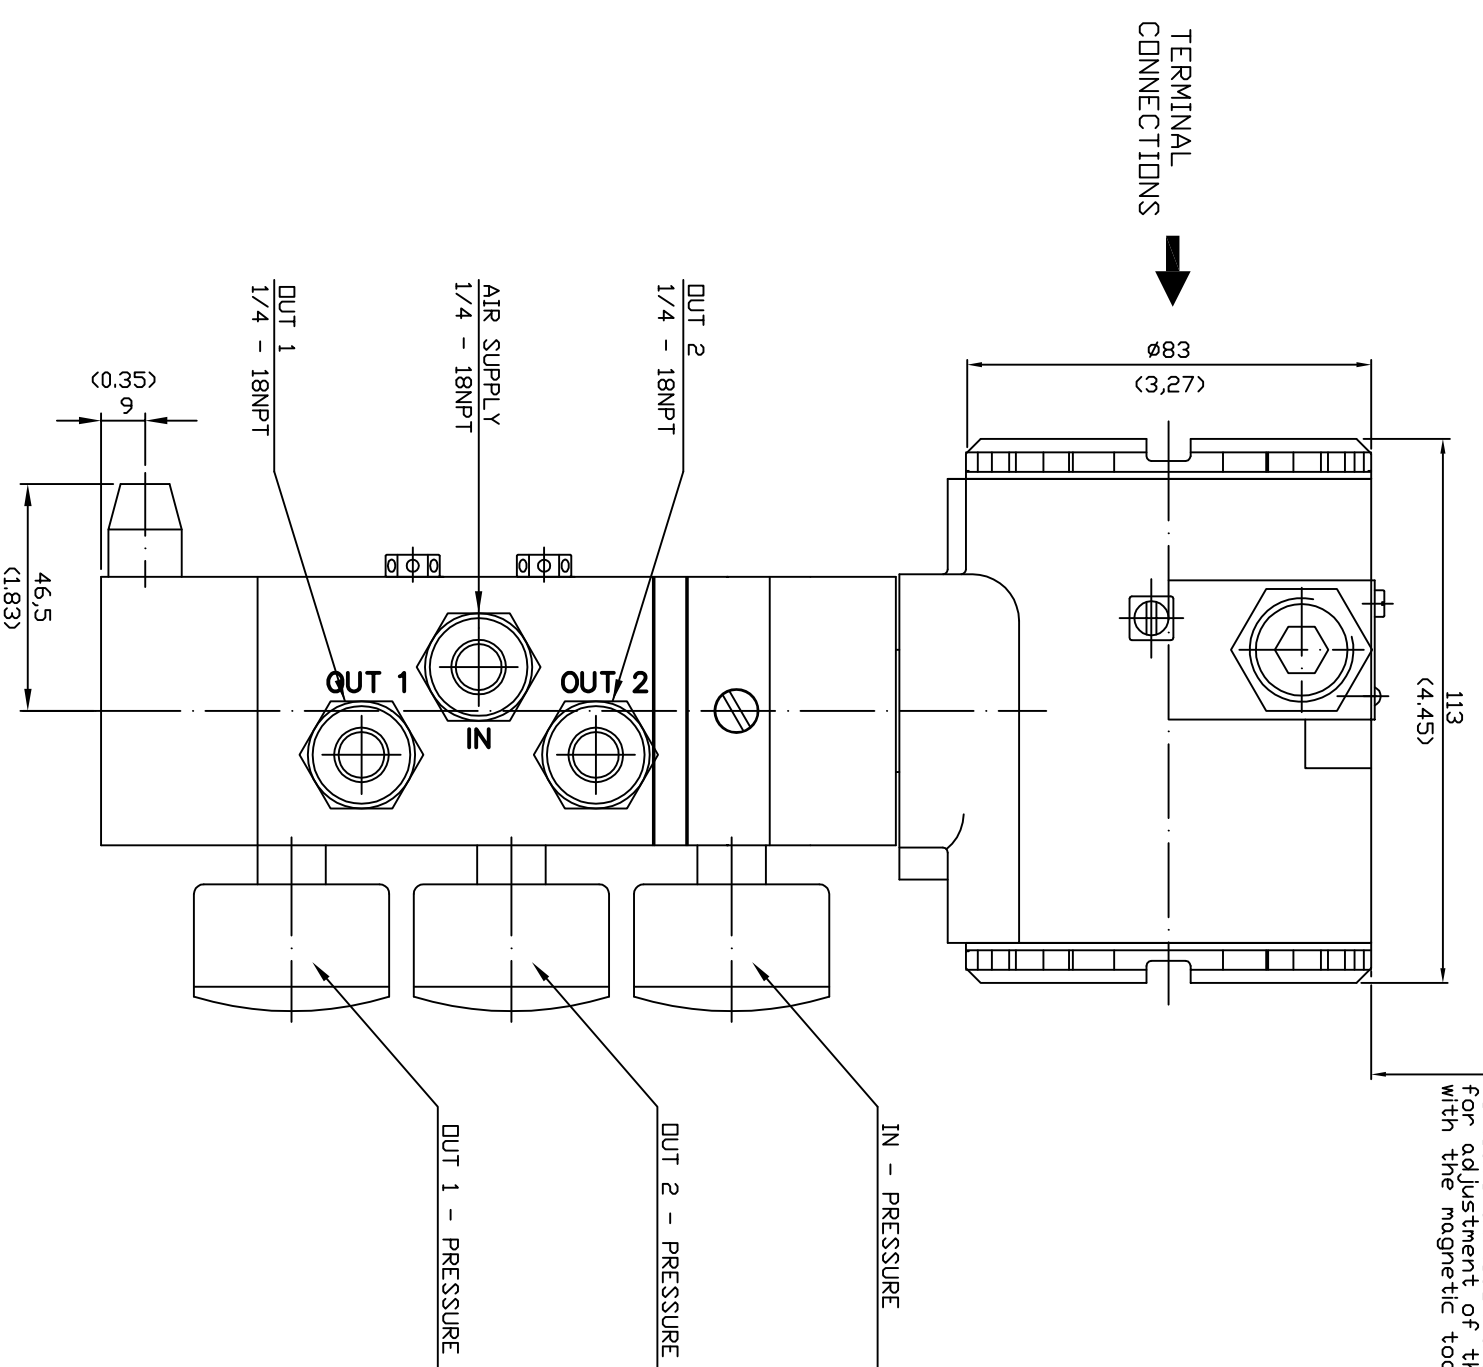 TERMINAL
CONNECTIONS
ø83
(3,27)
113
(4.45)
OUT 2
1/4 - 18NPT
AIR SUPPLY
1/4 - 18NPT
OUT 1
1/4 - 18NPT
(0.35)
9
46,5
(1.83)
OUT 1
OUT 2
IN
for adjustment of
with the magnetic
IN - PRESSURE
OUT 2 - PRESSURE
OUT 1 - PRESSURE